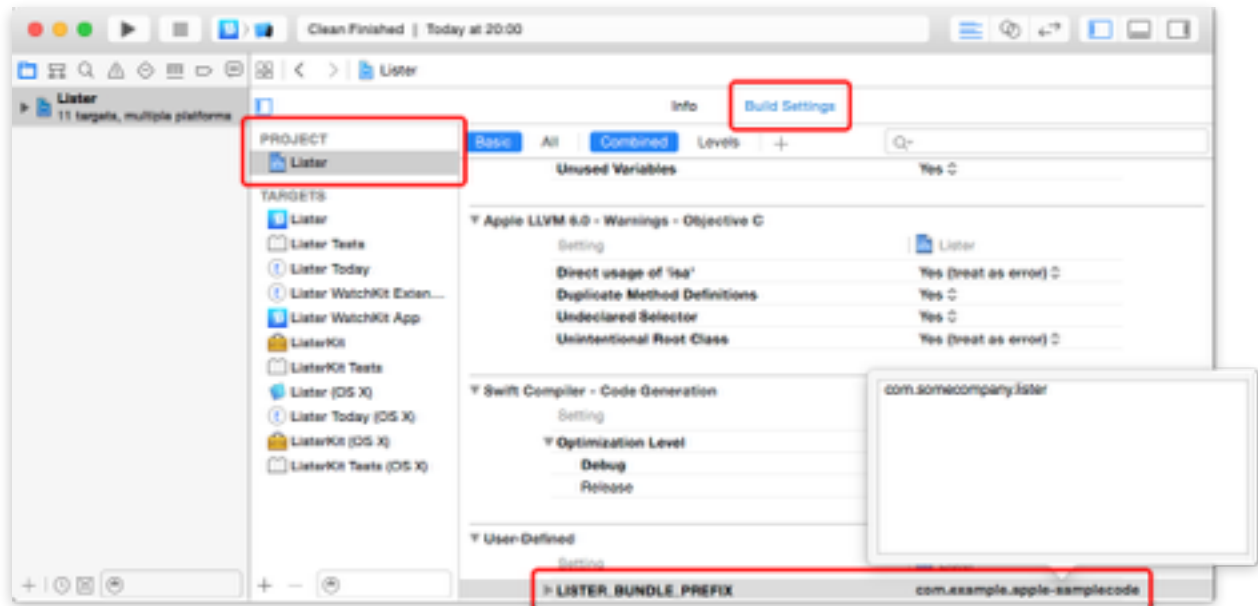 Clean Finished | Today at 20:00
Lister
Lister
11 targets, multiple platforms
Info Build Settings
PROJECT
Lister
Basic All Combined Levels
TARGETS
Lister
Lister Tests
Lister Today
Lister WatchKit Exten...
Lister WatchKit App
ListerKit
ListerKit Tests
Lister (OS X)
Lister Today (OS X)
ListerKit (OS X)
ListerKit Tests (OS X)
Unused Variables Yes
Apple LLVM 6.0 - Warnings - Objective C
Setting Lister
Direct usage of 'isa' Yes (treat as error)
Duplicate Method Definitions Yes
Undeclared Selector Yes
Unintentional Root Class Yes (treat as error)
Swift Compiler - Code Generation
Setting
Optimization Level
Debug
Release
com.somecompany.lister
User-Defined
Setting Lister
LISTER_BUNDLE_PREFIX com.example.apple-samplecode